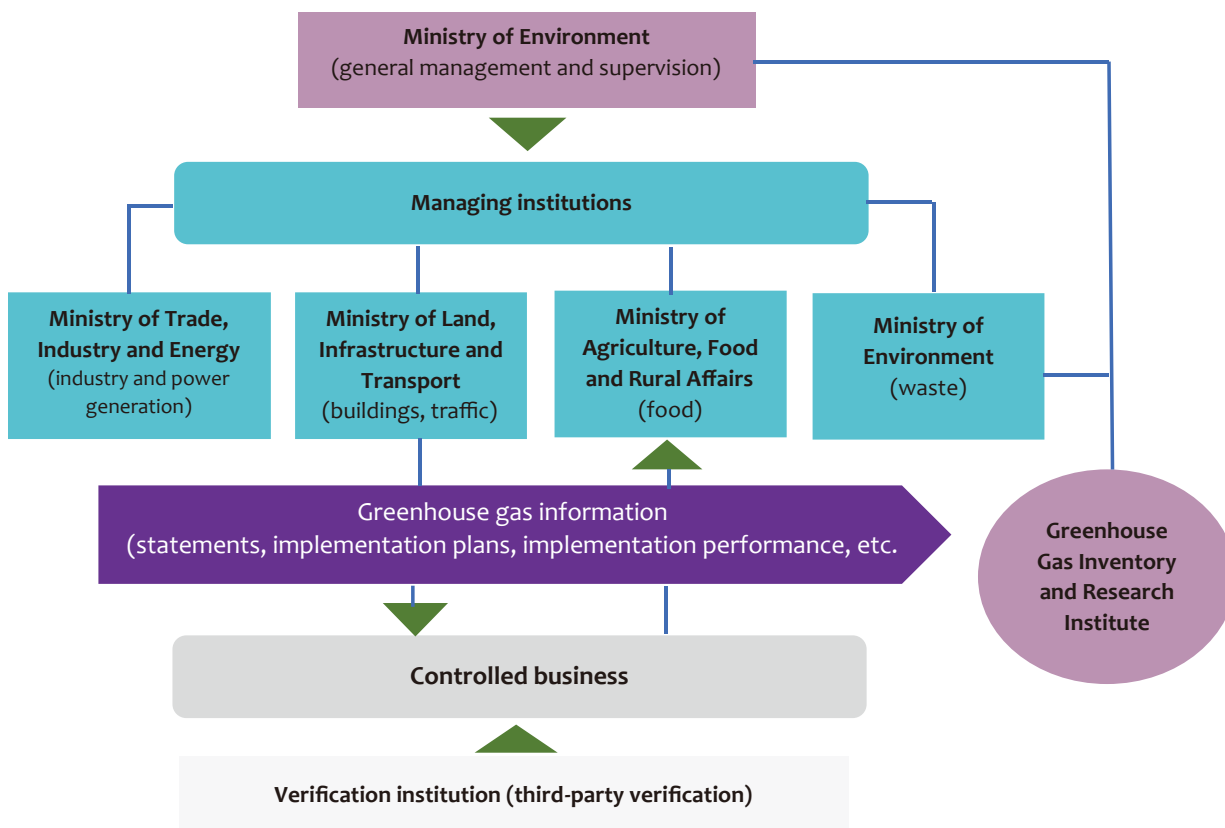 Ministry of Environment
(general management and supervision)
Managing institutions
Ministry of Trade,
Industry and Energy
(industry and power
generation)
Ministry of Land,
Infrastructure and
Transport
(buildings, traffic)
Ministry of
Agriculture, Food
and Rural Affairs
(food)
Ministry of
Environment
(waste)
Greenhouse gas information
(statements, implementation plans, implementation performance, etc.
Greenhouse
Gas Inventory
and Research
Institute
Controlled business
Verification institution (third-party verification)